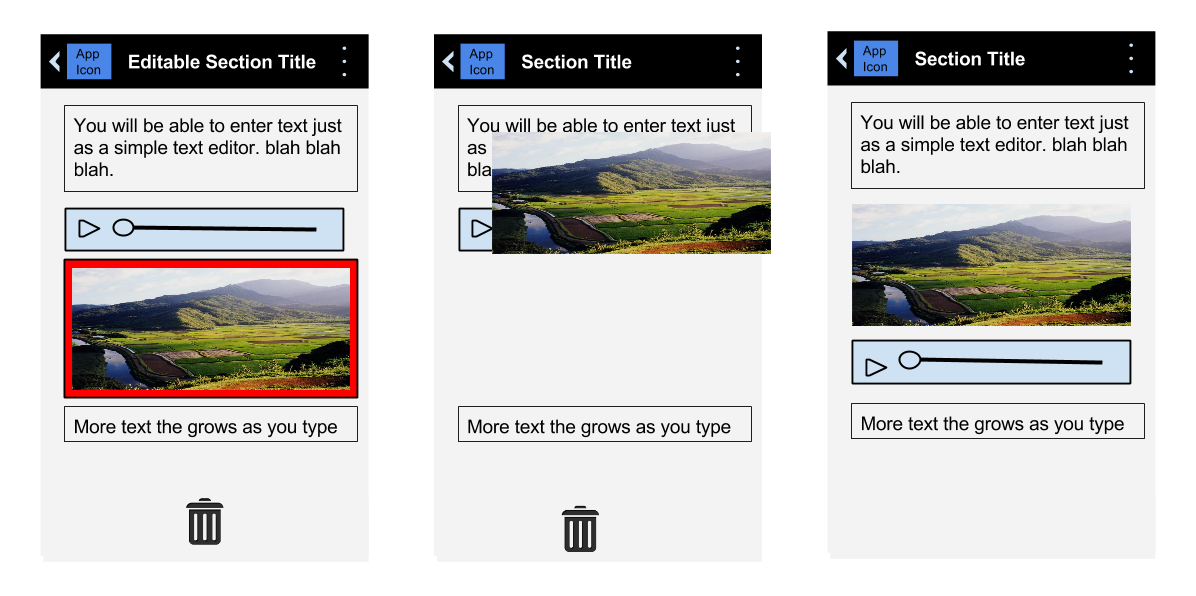 App
Icon
Editable Section Title
You will be able to enter text just
as a simple text editor. blah blah
blah.
More text the grows as you type
App
Icon
Section Title
You will be able to enter text just
as
bla
More text the grows as you type
App
Icon
Section Title
You will be able to enter text just
as a simple text editor. blah blah
blah.
More text the grows as you type